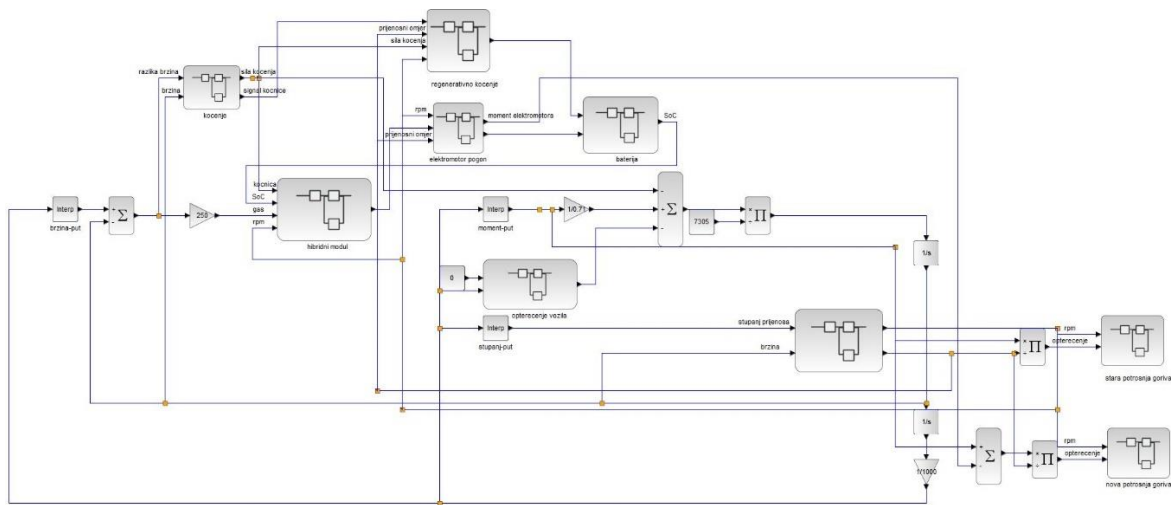 prijenosni omjer
sila kocenja
regenerativno kocenje
razlika brzina
sila kocenja
brzina
signal kocnice
kocenje
rpm
moment elektromotora
prijenosni omjer
elektromotor pogon
SoC
baterija
kocnica
SoC
gas
rpm
hibridni modul
Interp
brzina-put
+
-
Σ
250
Interp
moment-put
1/0.71
-
+
-
Σ
7305
×
÷
Π
1/s
0
opterecenje vozila
Interp
stupanj-put
stupanj prijenosa
brzina
×
÷
Π
rpm
opterecenje
stara potrosnja goriva
1/s
1/1000
+
-
Σ
×
÷
Π
rpm
opterecenje
nova potrosnja goriva